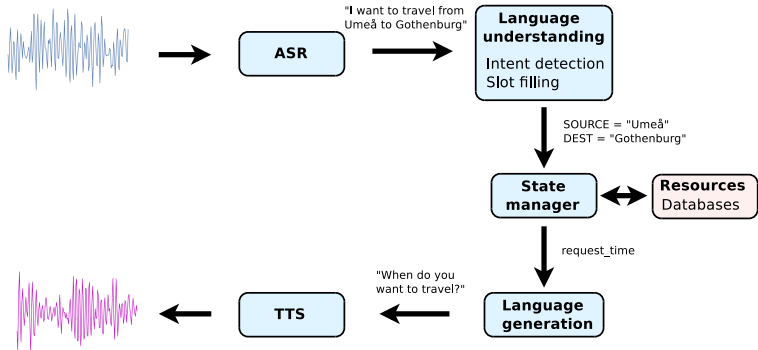 "I want to travel from
Umeå to Gothenburg"
ASR
Language
understanding
Intent detection
Slot filling
SOURCE = "Umeå"
DEST = "Gothenburg"
State
manager
Resources
Databases
request_time
"When do you
want to travel?"
TTS
Language
generation